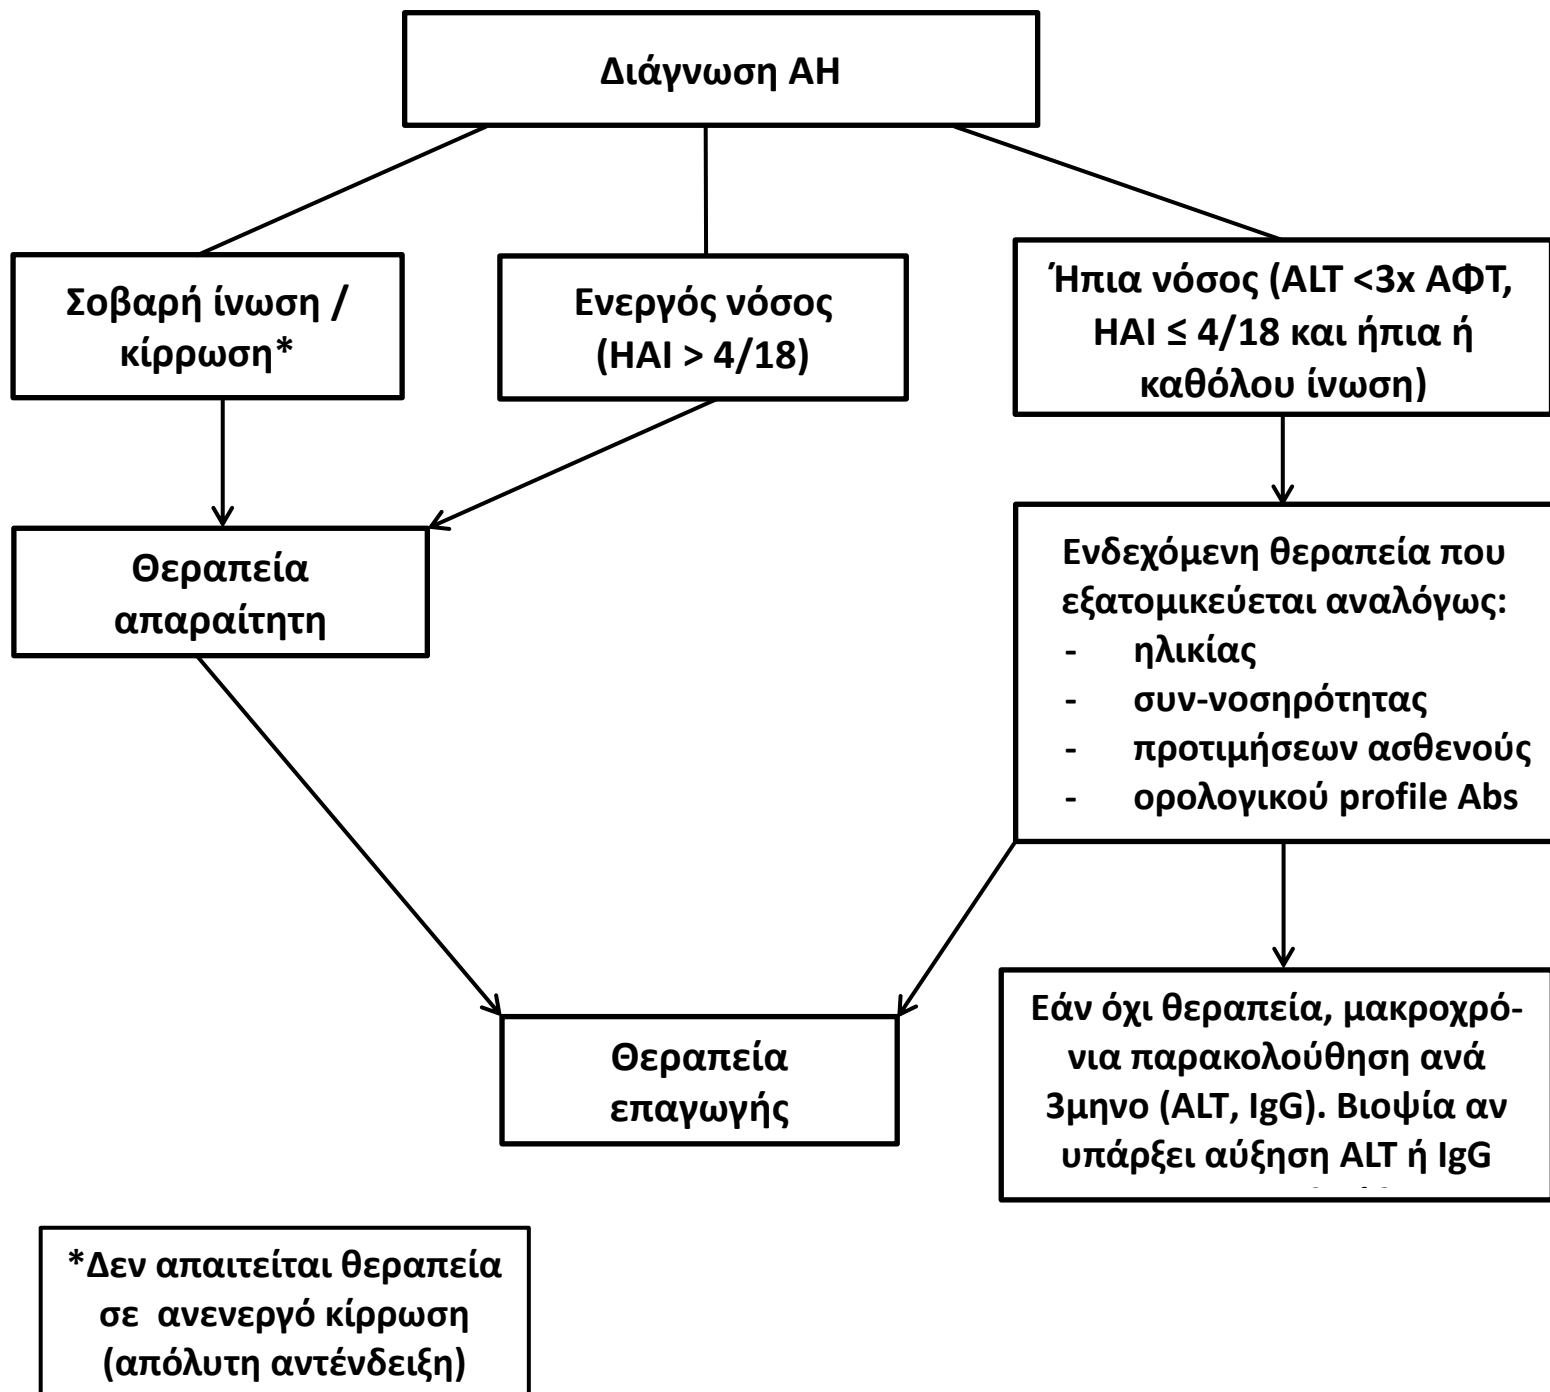 Διάγνωση ΑΗ
Σοβαρή ίνωση /
κίρρωση*
Ενεργός νόσος
(HAI > 4/18)
Ήπια νόσος (ALT <3x ΑΦΤ,
HAI ≤ 4/18 και ήπια ή
καθόλου ίνωση)
Θεραπεία
απαραίτητη
Ενδεχόμενη θεραπεία που
εξατομικεύεται αναλόγως:
- ηλικίας
- συν-νοσηρότητας
- προτιμήσεων ασθενούς
- ορολογικού profile Abs
Θεραπεία
επαγωγής
Εάν όχι θεραπεία, μακροχρό-
νια παρακολούθηση ανά
3μηνο (ALT, IgG). Βιοψία αν
υπάρξει αύξηση ALT ή IgG
*Δεν απαιτείται θεραπεία
σε ανενεργό κίρρωση
(απόλυτη αντένδειξη)